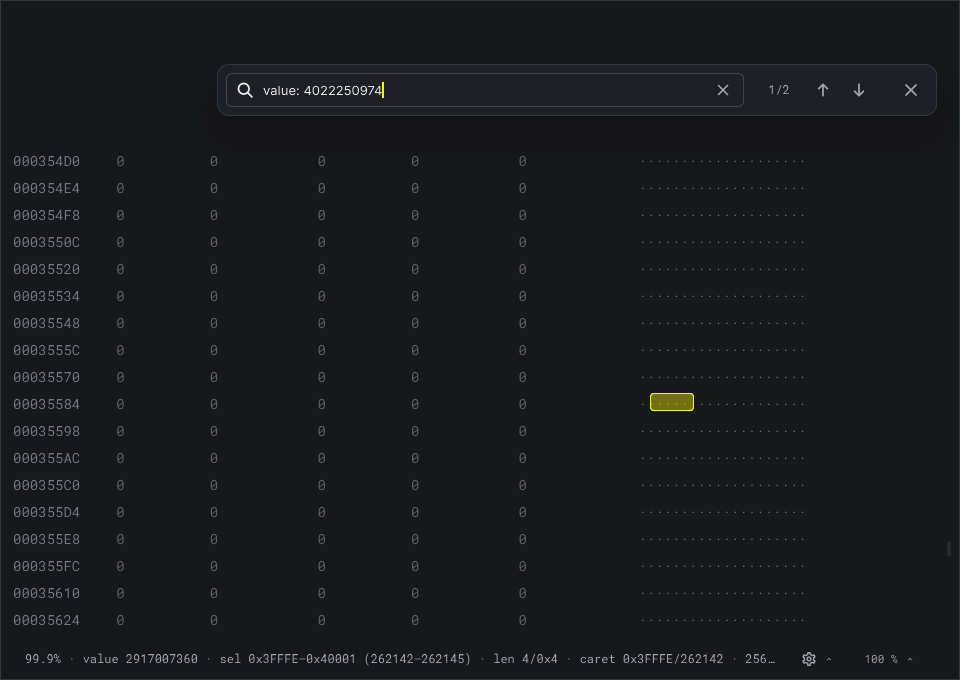 value: 4022250974 1/2
000354D0 0 0 0 0 0 ····················
000354E4 0 0 0 0 0 ····················
000354F8 0 0 0 0 0 ····················
0003550C 0 0 0 0 0 ····················
00035520 0 0 0 0 0 ····················
00035534 0 0 0 0 0 ····················
00035548 0 0 0 0 0 ····················
0003555C 0 0 0 0 0 ····················
00035570 0 0 0 0 0 ····················
00035584 0 0 0 0 0 ····················
00035598 0 0 0 0 0 ····················
000355AC 0 0 0 0 0 ····················
000355C0 0 0 0 0 0 ····················
000355D4 0 0 0 0 0 ····················
000355E8 0 0 0 0 0 ····················
000355FC 0 0 0 0 0 ····················
00035610 0 0 0 0 0 ····················
00035624 0 0 0 0 0 ····················
99.9% · value 2917007360 · sel 0x3FFFE–0x40001 (262142–262145) · len 4/0x4 · caret 0x3FFFE/262142 · 256… 100 %